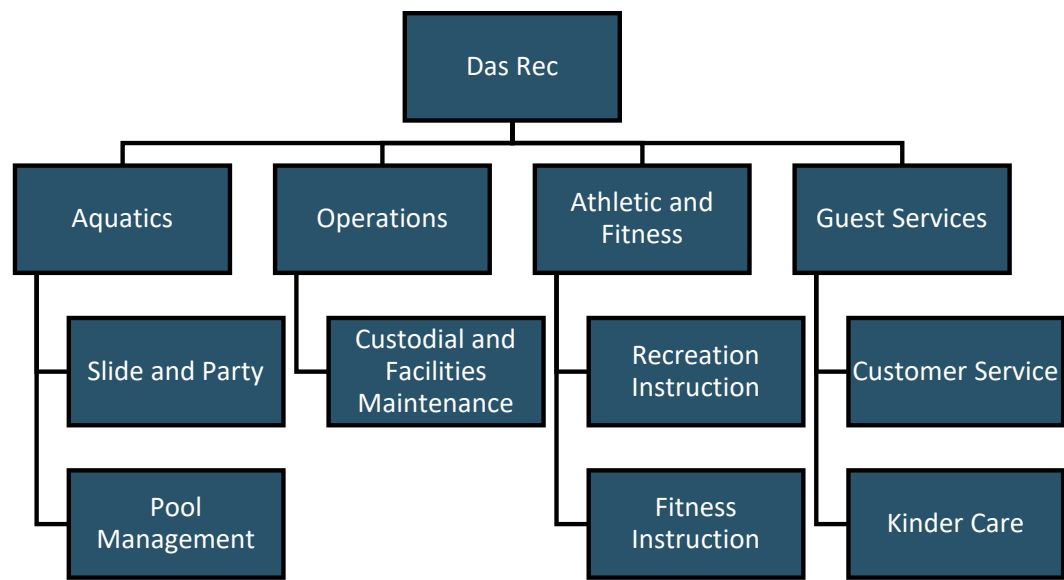 Das Rec
Aquatics
Operations
Athletic and
Fitness
Guest Services
Slide and Party
Custodial and
Facilities
Maintenance
Recreation
Instruction
Customer Service
Pool
Management
Fitness
Instruction
Kinder Care